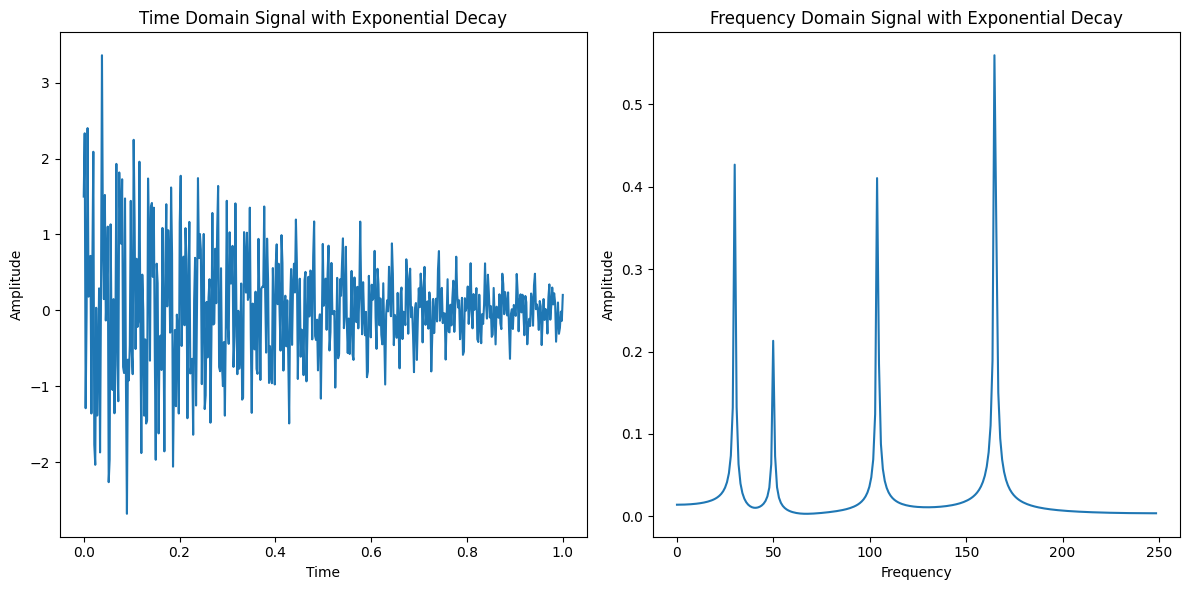 Time Domain Signal with Exponential Decay
3
2
1
0
−1
−2
Amplitude
0.0 0.2 0.4 0.6 0.8 1.0
Time
Frequency Domain Signal with Exponential Decay
0.5
0.4
0.3
0.2
0.1
0.0
Amplitude
0 50 100 150 200 250
Frequency